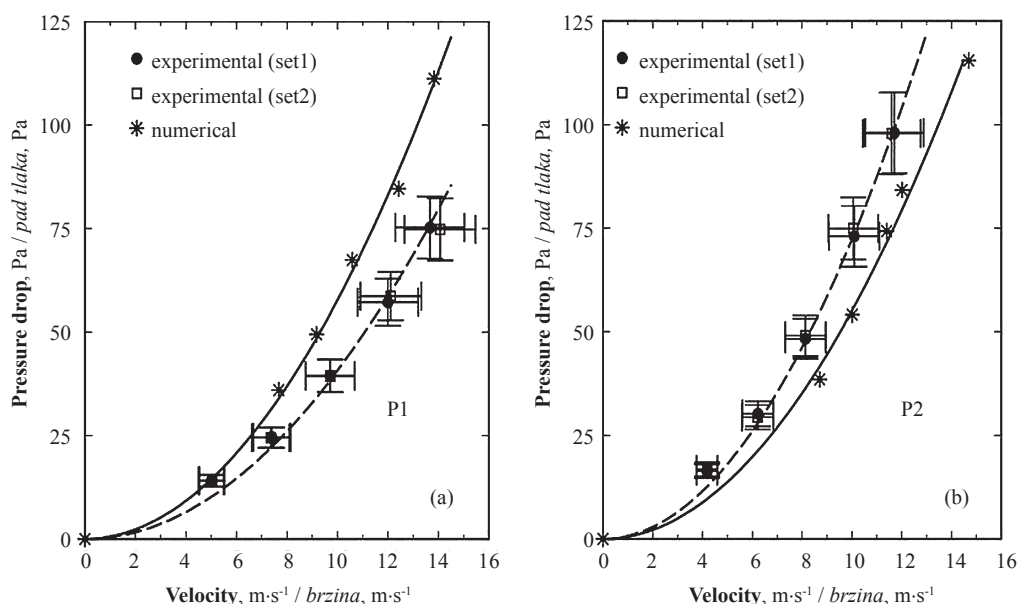 125
100
75
50
25
0
Pressure drop, Pa / pad tlaka, Pa
experimental (set1)
experimental (set2)
numerical
P1
(a)
0 2 4 6 8 10 12 14 16
Velocity, m·s-1 / brzina, m·s-1
125
100
75
50
25
0
Pressure drop, Pa / pad tlaka, Pa
experimental (set1)
experimental (set2)
numerical
P2
(b)
0 2 4 6 8 10 12 14 16
Velocity, m·s-1 / brzina, m·s-1